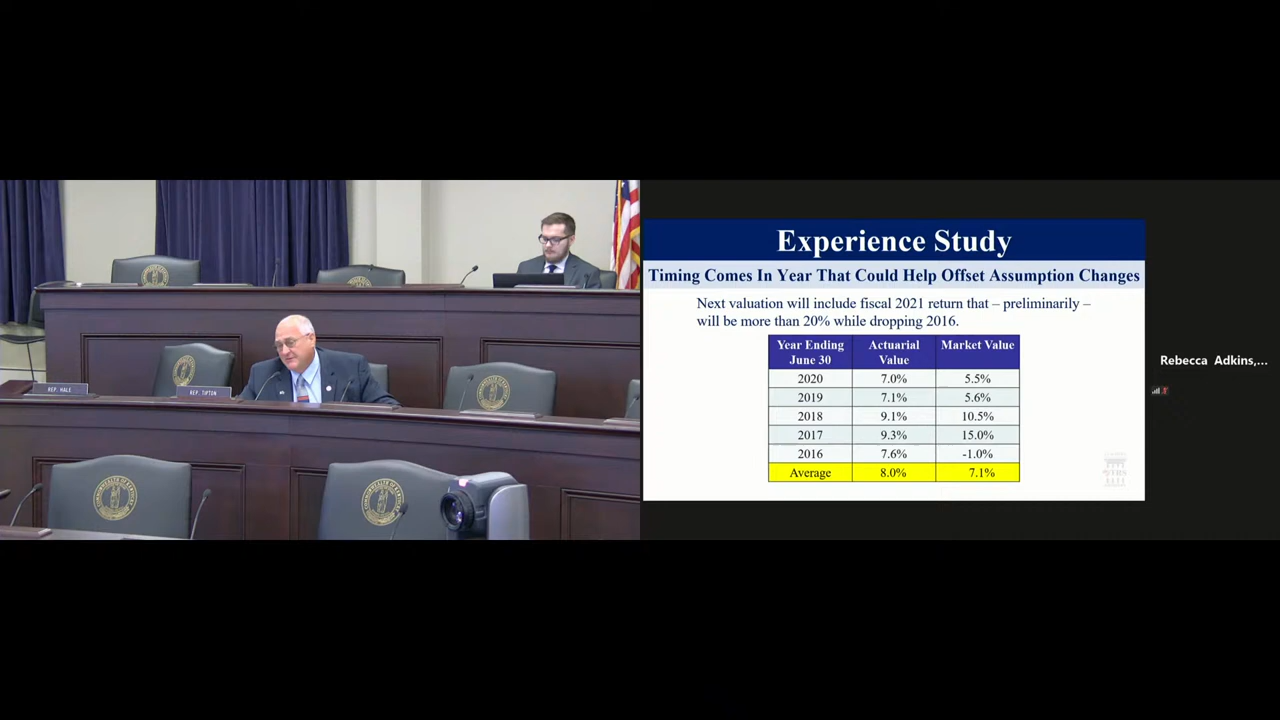 REP. HALE
REP. TIPTON
Experience Study
Timing Comes In Year That Could Help Offset Assumption Changes
Next valuation will include fiscal 2021 return that – preliminarily –
will be more than 20% while dropping 2016.
Year Ending June 30 Actuarial Value Market Value
2020 7.0% 5.5%
2019 7.1% 5.6%
2018 9.1% 10.5%
2017 9.3% 15.0%
2016 7.6% -1.0%
Average 8.0% 7.1%
TRS
Rebecca Adkins,...